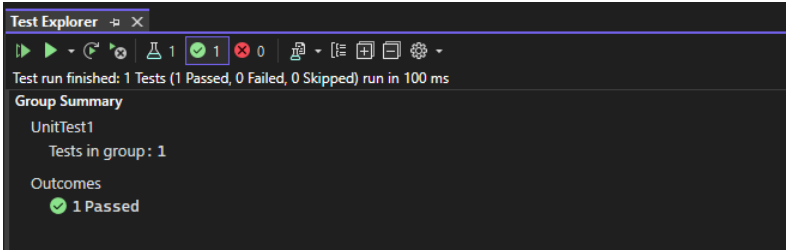 Test Explorer
1 1 0
Test run finished: 1 Tests (1 Passed, 0 Failed, 0 Skipped) run in 100 ms
Group Summary
UnitTest1
Tests in group: 1
Outcomes
1 Passed